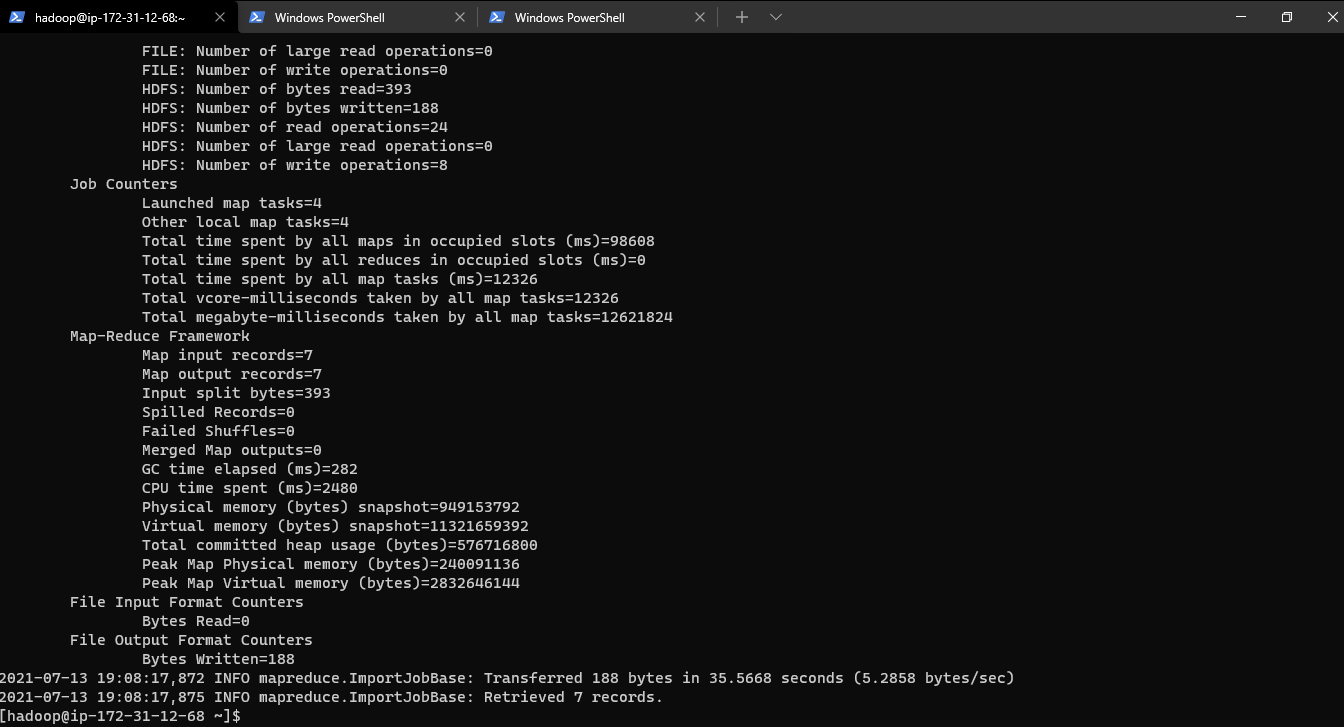 hadoop@ip-172-31-12-68:~ Windows PowerShell Windows PowerShell
FILE: Number of large read operations=0
FILE: Number of write operations=0
HDFS: Number of bytes read=393
HDFS: Number of bytes written=188
HDFS: Number of read operations=24
HDFS: Number of large read operations=0
HDFS: Number of write operations=8
Job Counters
Launched map tasks=4
Other local map tasks=4
Total time spent by all maps in occupied slots (ms)=98608
Total time spent by all reduces in occupied slots (ms)=0
Total time spent by all map tasks (ms)=12326
Total vcore-milliseconds taken by all map tasks=12326
Total megabyte-milliseconds taken by all map tasks=12621824
Map-Reduce Framework
Map input records=7
Map output records=7
Input split bytes=393
Spilled Records=0
Failed Shuffles=0
Merged Map outputs=0
GC time elapsed (ms)=282
CPU time spent (ms)=2480
Physical memory (bytes) snapshot=949153792
Virtual memory (bytes) snapshot=11321659392
Total committed heap usage (bytes)=576716800
Peak Map Physical memory (bytes)=240091136
Peak Map Virtual memory (bytes)=2832646144
File Input Format Counters
Bytes Read=0
File Output Format Counters
Bytes Written=188
2021-07-13 19:08:17,872 INFO mapreduce.ImportJobBase: Transferred 188 bytes in 35.5668 seconds (5.2858 bytes/sec)
2021-07-13 19:08:17,875 INFO mapreduce.ImportJobBase: Retrieved 7 records.
[hadoop@ip-172-31-12-68 ~]$